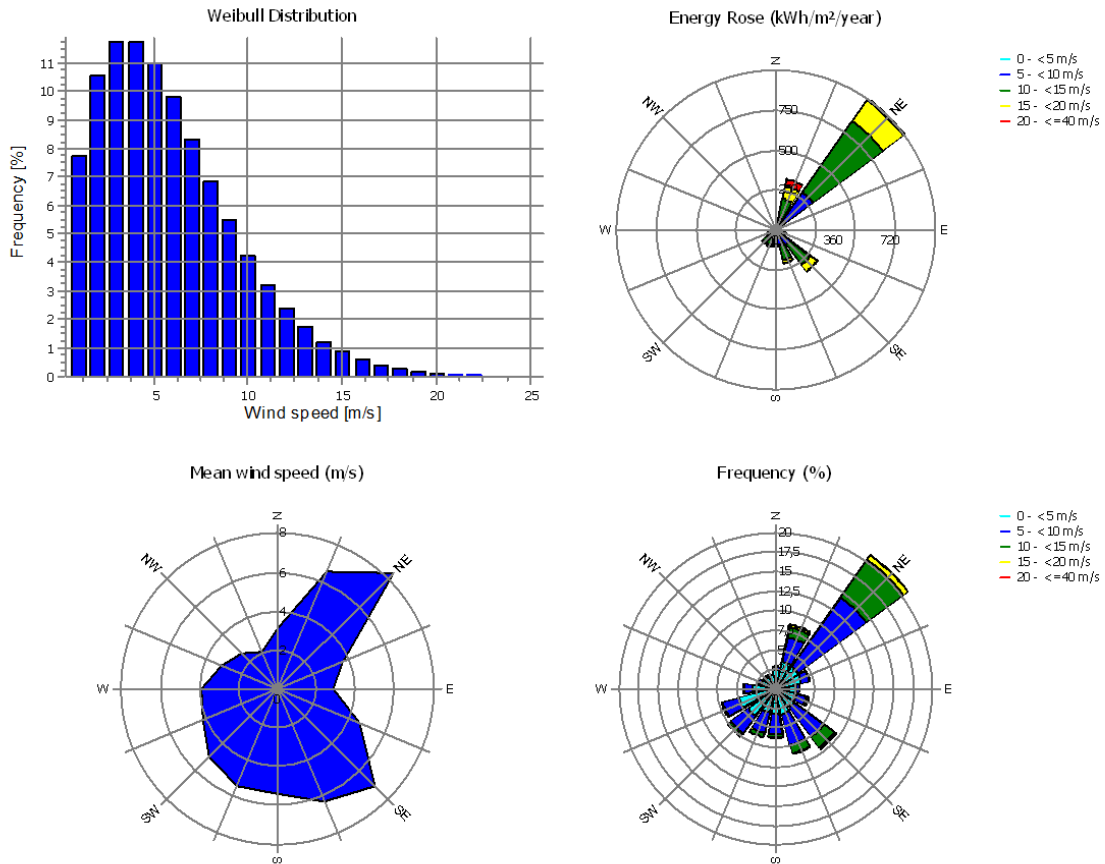 Weibull Distribution
Frequency [%]
11
10
9
8
7
6
5
4
3
2
1
0
5
10
15
20
25
Wind speed [m/s]
Energy Rose (kWh/m²/year)
N
NW
NE
750
500
W
360
720
E
SW
SE
S
0 - <5 m/s
5 - <10 m/s
10 - <15 m/s
15 - <20 m/s
20 - <=40 m/s
Mean wind speed (m/s)
N
8
NW
NE
6
4
2
W
E
SW
SE
S
Frequency (%)
N
20
17,5
NW
NE
15
12,5
10
7,5
5
W
E
SW
SE
S
0 - <5 m/s
5 - <10 m/s
10 - <15 m/s
15 - <20 m/s
20 - <=40 m/s